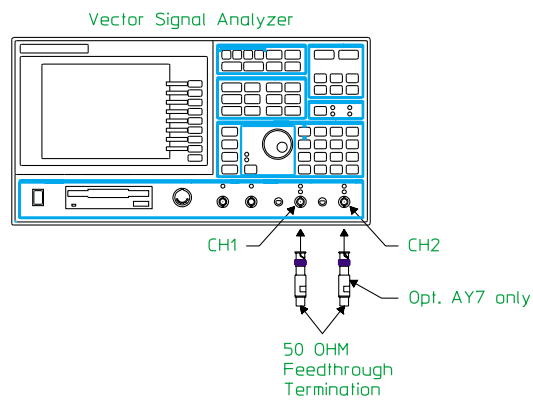 Vector Signal Analyzer
CH1
CH2
Opt. AY7 only
50 OHM
Feedthrough
Termination